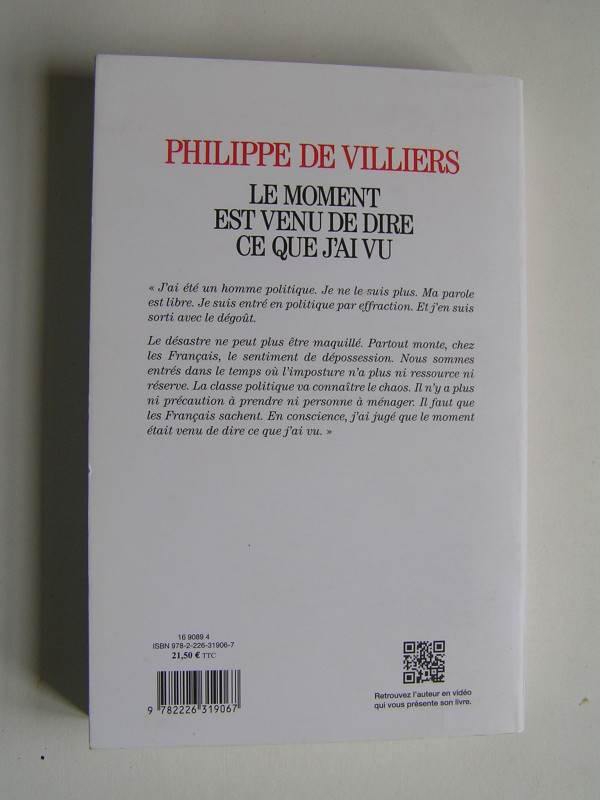 PHILIPPE DE VILLIERS
LE MOMENT
EST VENU DE DIRE
CE QUE J'AI VU
« J'ai été un homme politique. Je ne le suis plus. Ma parole
est libre. Je suis entré en politique par effraction. Et j'en suis
sorti avec le dégoût.
Le désastre ne peut plus être maquillé. Partout monte, chez
les Français, le sentiment de dépossession. Nous sommes
entrés dans le temps où l'imposture n'a plus ni ressource ni
réserve. La classe politique va connaître le chaos. Il n'y a plus
ni précaution à prendre ni personne à ménager. Il faut que
les Français sachent. En conscience, j'ai jugé que le moment
était venu de dire ce que j'ai vu. »
16 9089 4
ISBN 978-2-226-31906-7
21,50 € TTC
9 782226 319067
Retrouvez l'auteur en vidéo
qui vous présente son livre.